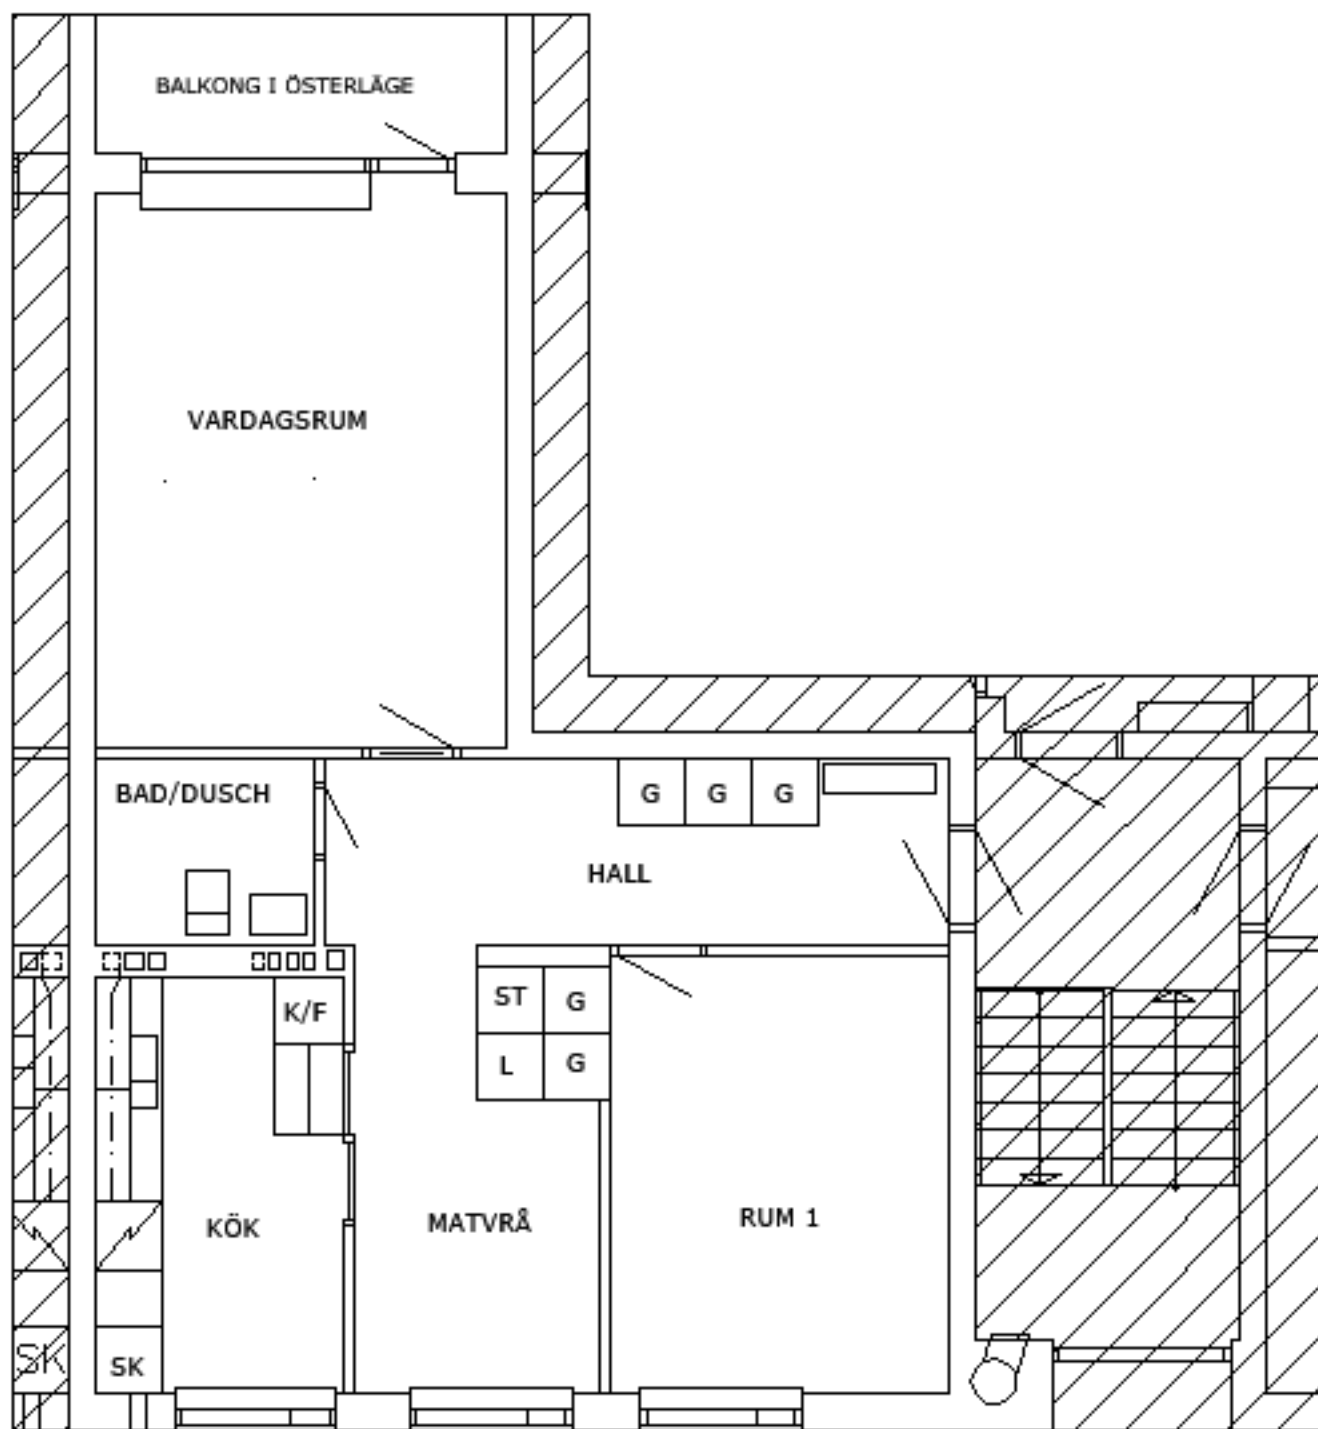 BALKONG I ÖSTERLÄGE
VARDAGSRUM
BAD/DUSCH
G G G
HALL
K/F
ST G
L G
KÖK
MATVRÅ
RUM 1
SK
SK